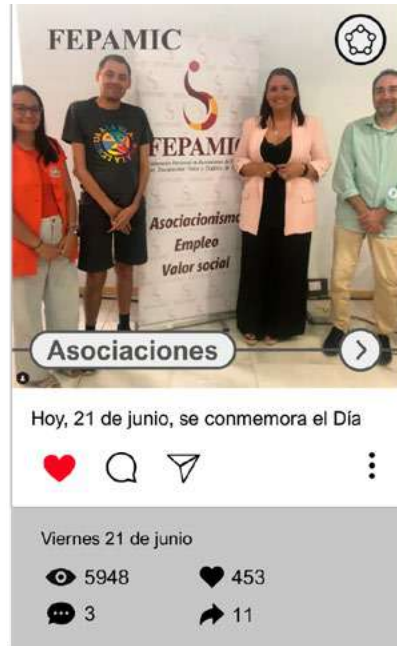 FEPAMIC
FEPAMIC
Asociacionismo
Empleo
Valor social
Asociaciones
Hoy, 21 de junio, se conmemora el Día
Viernes 21 de junio
5948
453
3
11